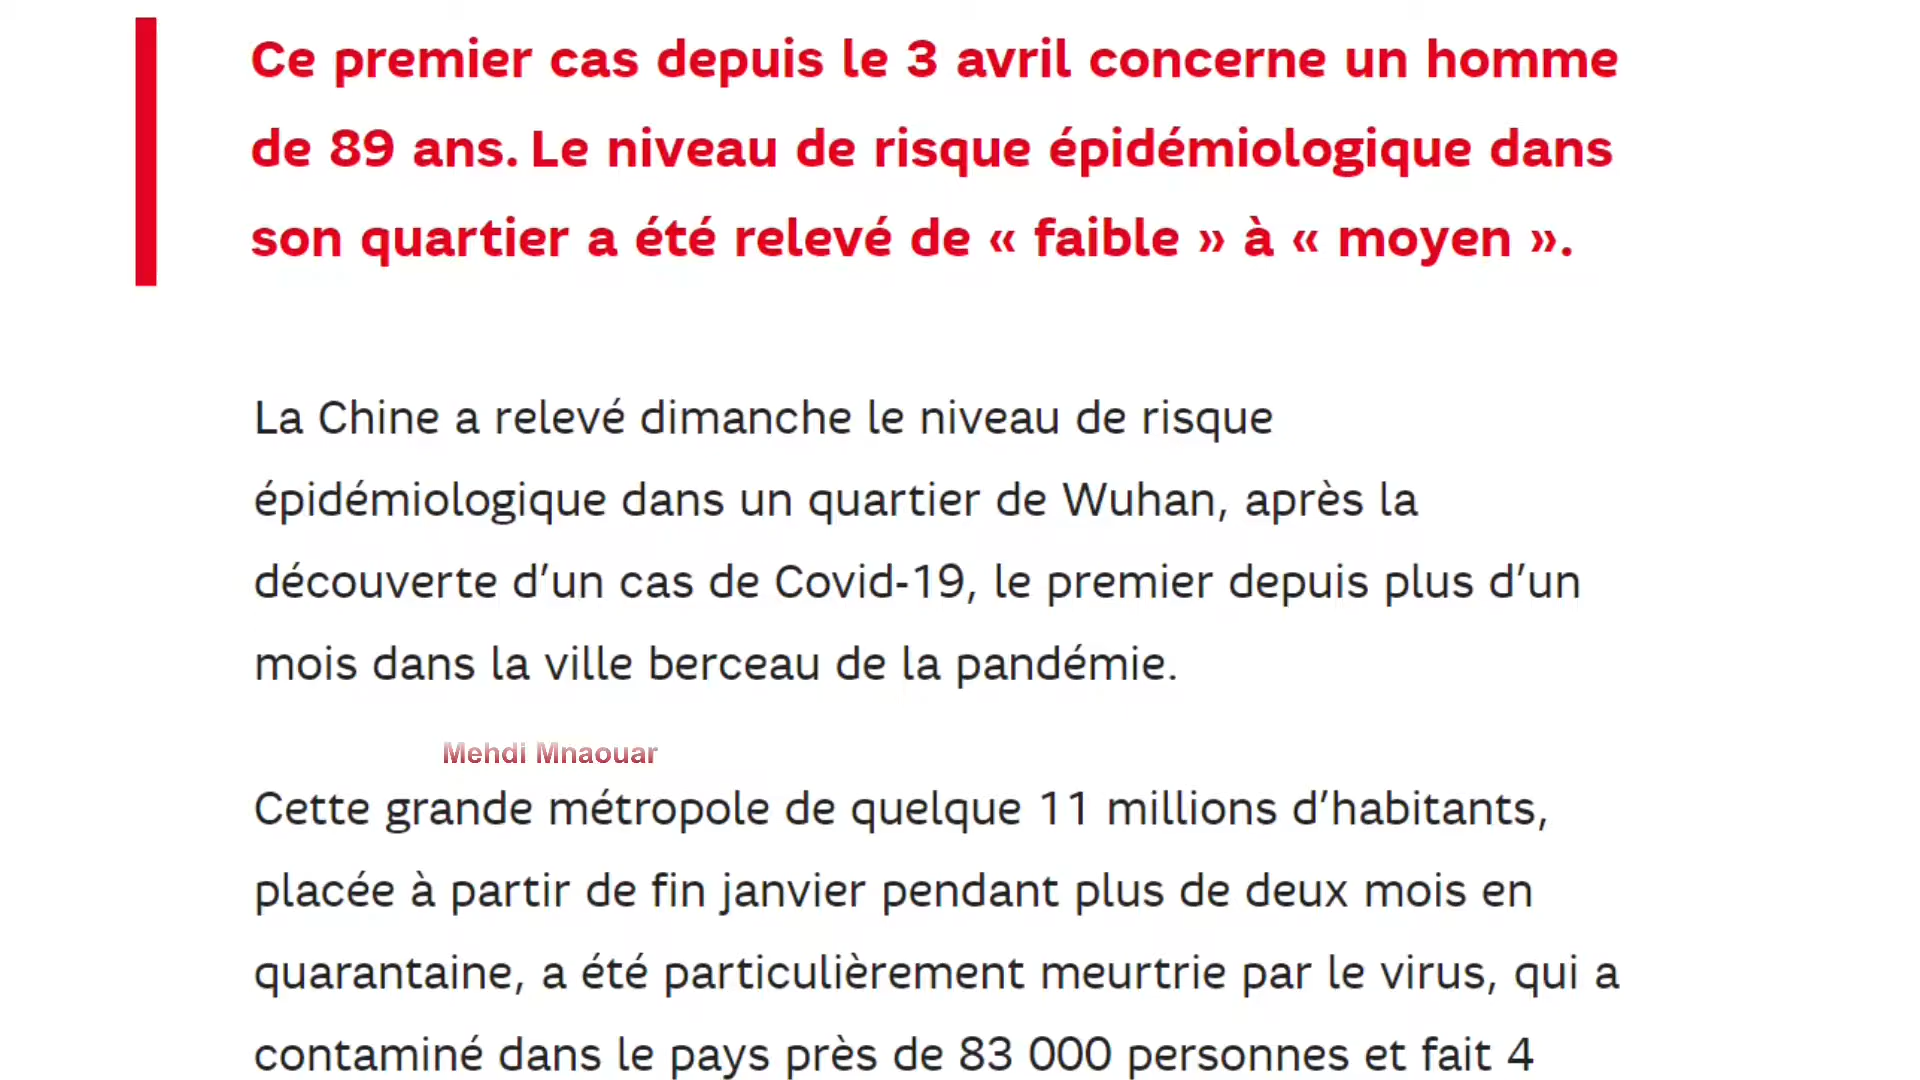 Ce premier cas depuis le 3 avril concerne un homme
de 89 ans. Le niveau de risque épidémiologique dans
son quartier a été relevé de « faible » à « moyen ».
La Chine a relevé dimanche le niveau de risque
épidémiologique dans un quartier de Wuhan, après la
découverte d’un cas de Covid-19, le premier depuis plus d’un
mois dans la ville berceau de la pandémie.
Mehdi Mnaouar
Cette grande métropole de quelque 11 millions d’habitants,
placée à partir de fin janvier pendant plus de deux mois en
quarantaine, a été particulièrement meurtrie par le virus, qui a
contaminé dans le pays près de 83 000 personnes et fait 4